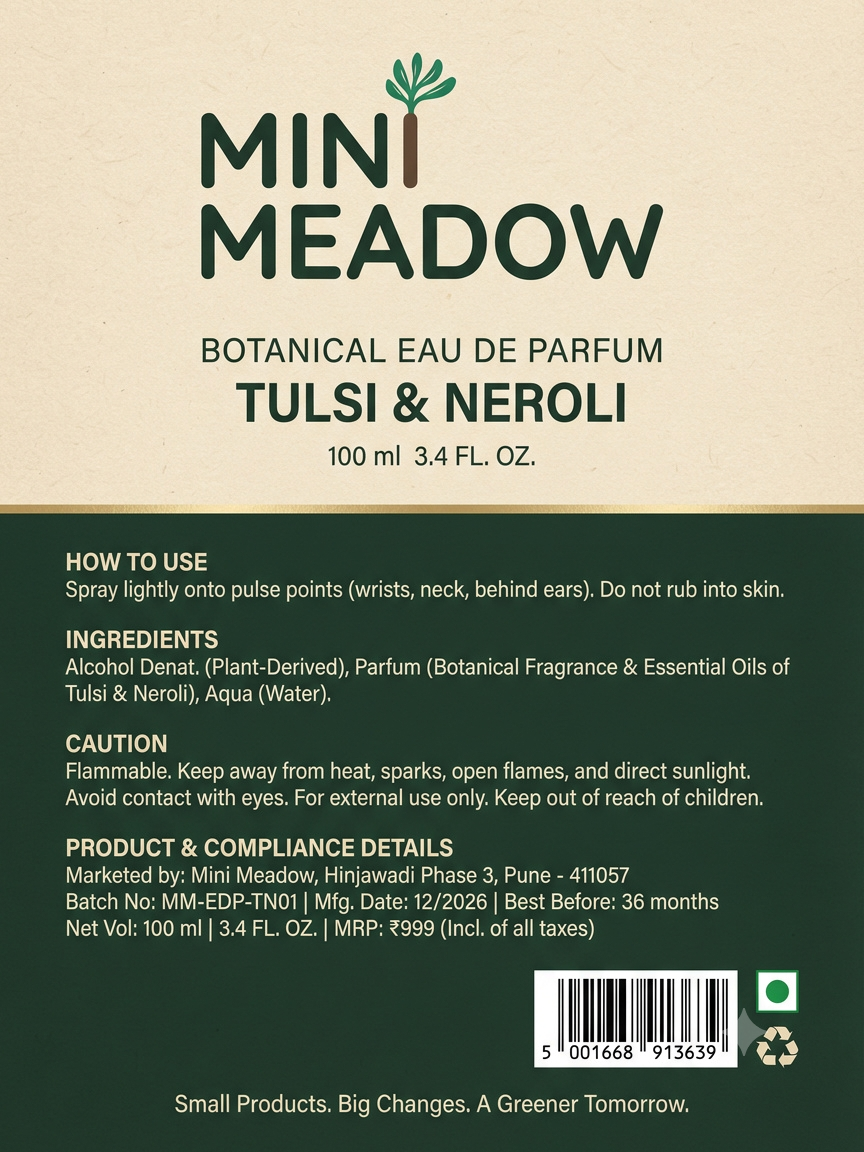 MINI
MEADOW
BOTANICAL EAU DE PARFUM
TULSI & NEROLI
100 ml 3.4 FL. OZ.
HOW TO USE
Spray lightly onto pulse points (wrists, neck, behind ears). Do not rub into skin.
INGREDIENTS
Alcohol Denat. (Plant-Derived), Parfum (Botanical Fragrance & Essential Oils of
Tulsi & Neroli), Aqua (Water).
CAUTION
Flammable. Keep away from heat, sparks, open flames, and direct sunlight.
Avoid contact with eyes. For external use only. Keep out of reach of children.
PRODUCT & COMPLIANCE DETAILS
Marketed by: Mini Meadow, Hinjawadi Phase 3, Pune - 411057
Batch No: MM-EDP-TN01 | Mfg. Date: 12/2026 | Best Before: 36 months
Net Vol: 100 ml | 3.4 FL. OZ. | MRP: ₹999 (Incl. of all taxes)
5 001668 913639
Small Products. Big Changes. A Greener Tomorrow.